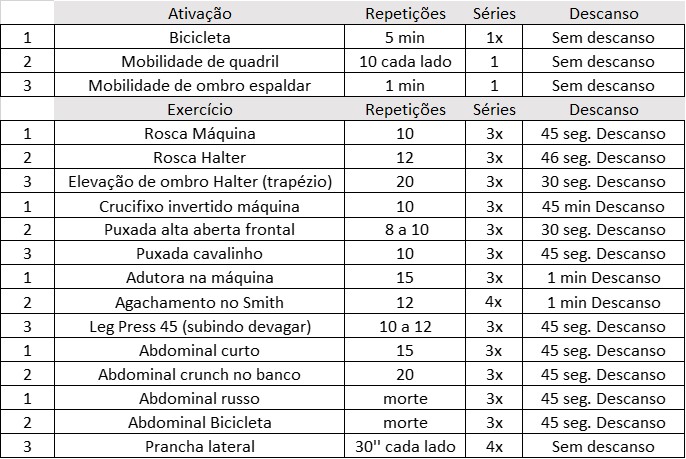 Ativação Repetições Séries Descanso
1 Bicicleta 5 min 1x Sem descanso
2 Mobilidade de quadril 10 cada lado 1 Sem descanso
3 Mobilidade de ombro espaldar 1 min 1 Sem descanso
Exercício Repetições Séries Descanso
1 Rosca Máquina 10 3x 45 seg. Descanso
2 Rosca Halter 12 3x 46 seg. Descanso
3 Elevação de ombro Halter (trapézio) 20 3x 30 seg. Descanso
1 Crucifixo invertido máquina 10 3x 45 min Descanso
2 Puxada alta aberta frontal 8 a 10 3x 30 seg. Descanso
3 Puxada cavalinho 10 3x 45 seg. Descanso
1 Adutora na máquina 15 3x 1 min Descanso
2 Agachamento no Smith 12 4x 1 min Descanso
3 Leg Press 45 (subindo devagar) 10 a 12 3x 45 seg. Descanso
1 Abdominal curto 15 3x 45 seg. Descanso
2 Abdominal crunch no banco 20 3x 45 seg. Descanso
1 Abdominal russo morte 3x 45 seg. Descanso
2 Abdominal Bicicleta morte 3x 45 seg. Descanso
3 Prancha lateral 30'' cada lado 4x Sem descanso